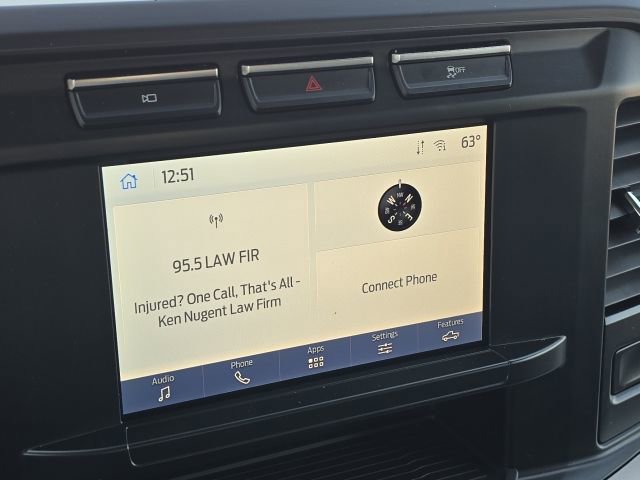 OFF
12:51
63°
95.5 LAW FIR
Injured? One Call, That's All -
Ken Nugent Law Firm
NW
N
W
E
S
Connect Phone
Audio
Phone
Apps
Settings
Features